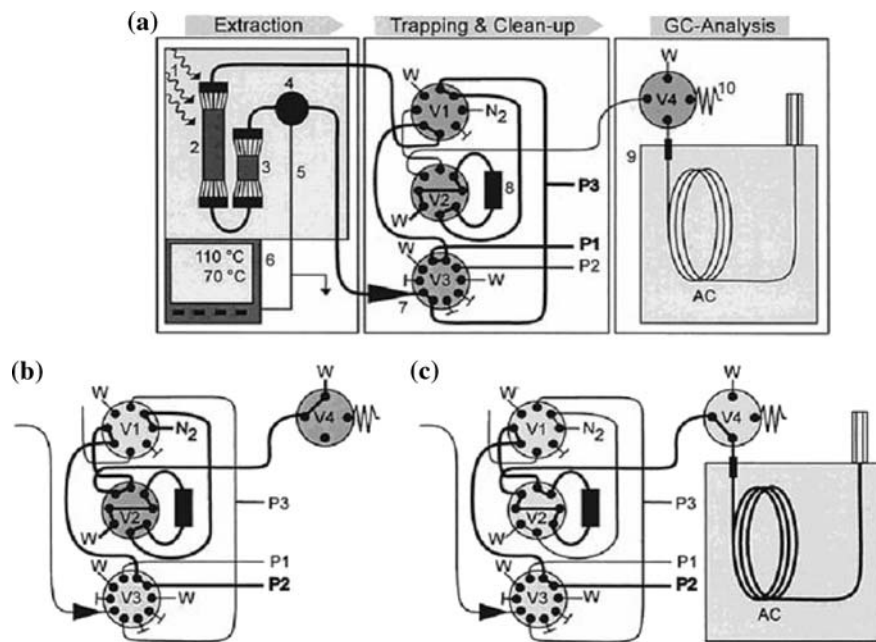 (a)
Extraction
Trapping & Clean-up
GC-Analysis
1
2
3
4
5
6
110 °C
70 °C
W
V1
N2
V2
8
W
P3
P1
P2
V3
W
7
W
V4
10
9
AC
(b)
W
V1
N2
V4
W
V2
W
P3
P1
P2
W
V3
W
(c)
W
V1
N2
V4
W
V2
W
P3
P1
P2
W
V3
W
AC